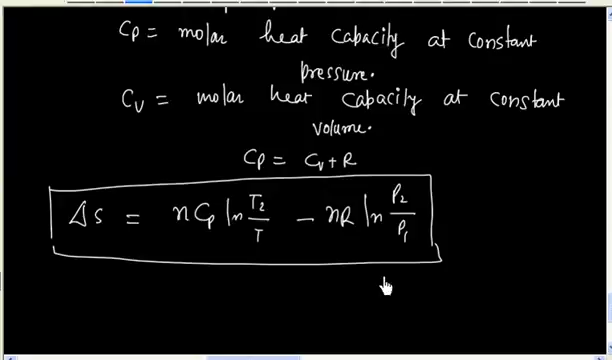 Cp = molar heat capacity at constant
pressure.
Cv = molar heat capacity at constant
volume.
Cp = Cv + R
ΔS = nCp ln T2/T - nR ln P2/P1